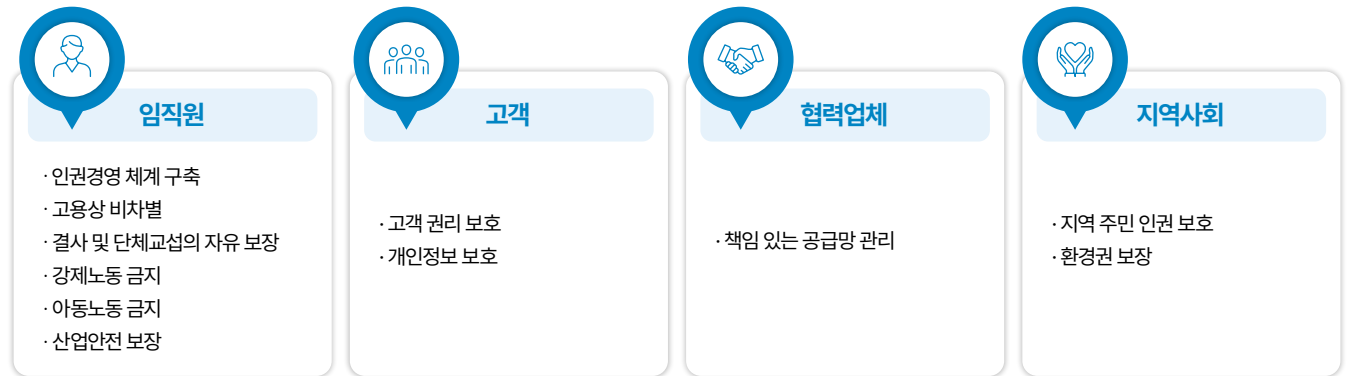 임직원
· 인권경영 체계 구축
· 고용상 비차별
· 결사 및 단체교섭의 자유 보장
· 강제노동 금지
· 아동노동 금지
· 산업안전 보장
고객
· 고객 권리 보호
· 개인정보 보호
협력업체
· 책임 있는 공급망 관리
지역사회
· 지역 주민 인권 보호
· 환경권 보장